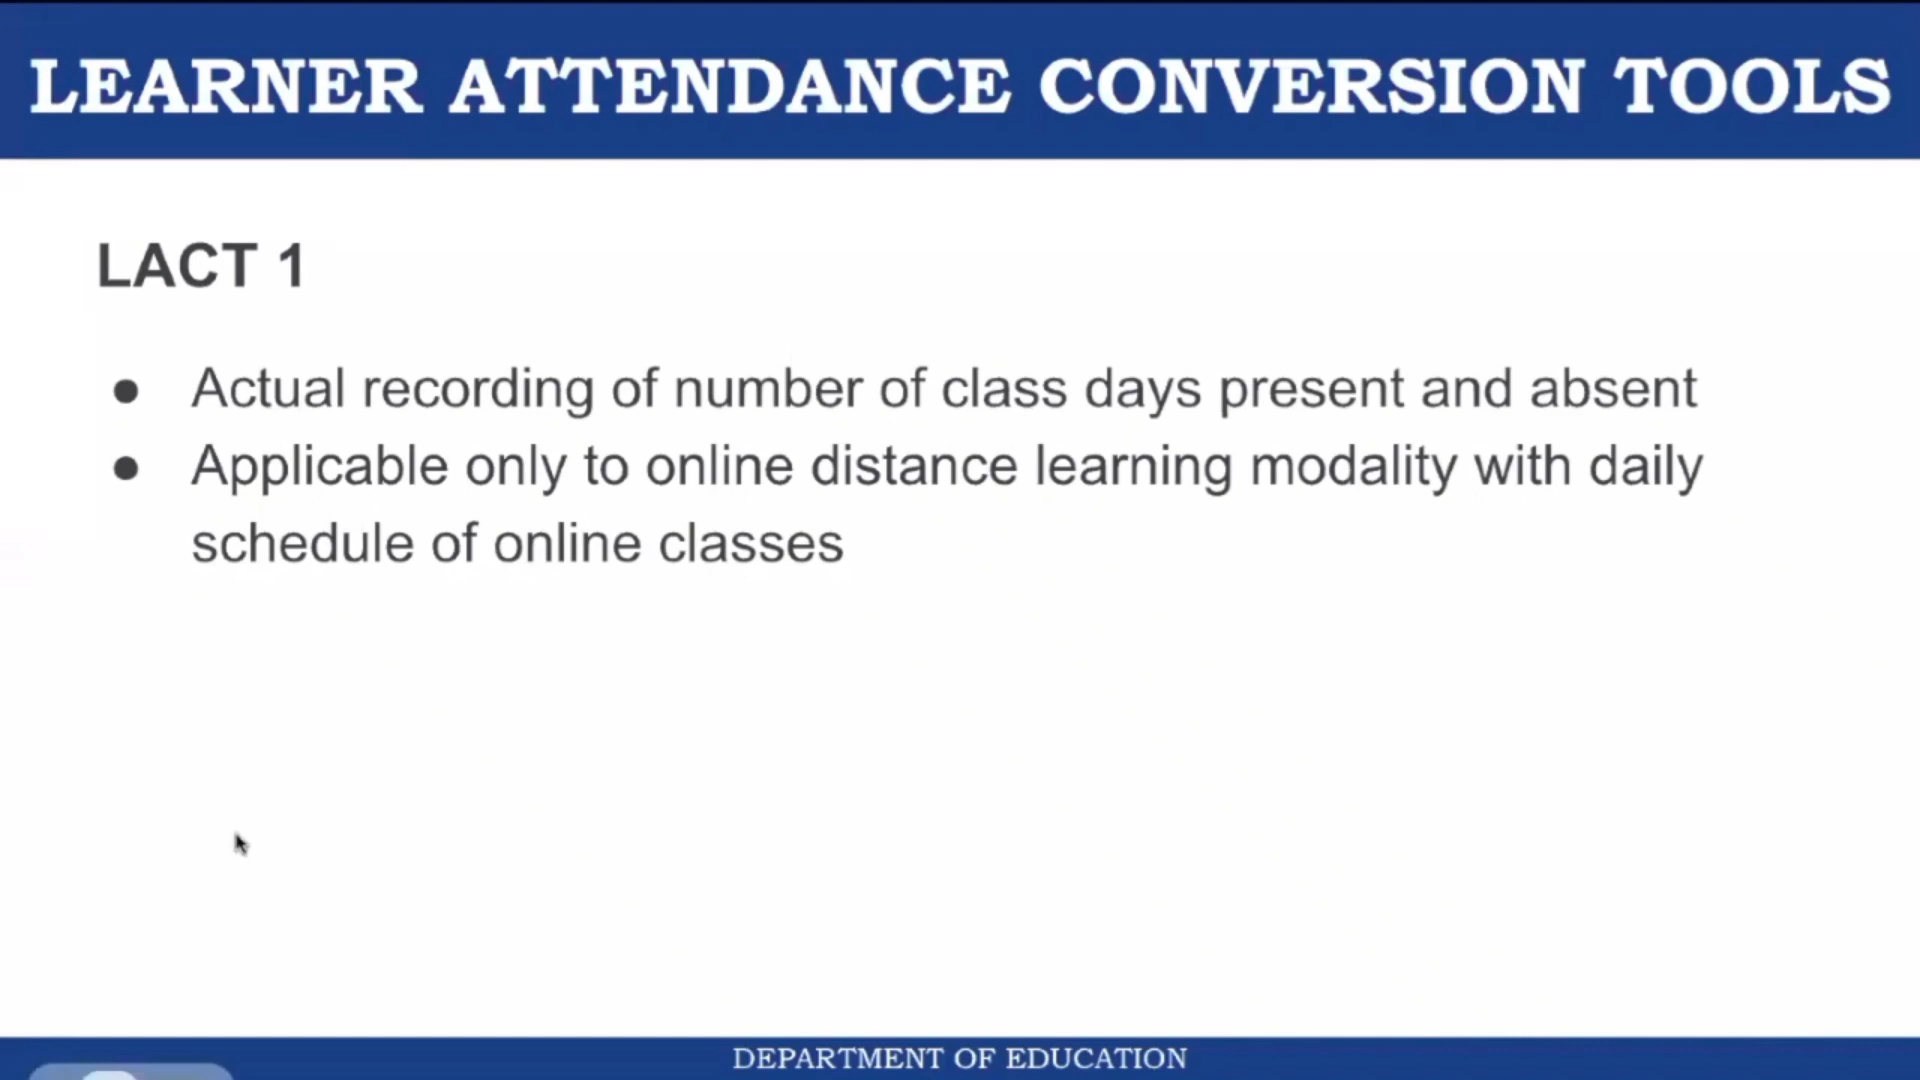 LEARNER ATTENDANCE CONVERSION TOOLS
LACT 1
● Actual recording of number of class days present and absent
● Applicable only to online distance learning modality with daily
schedule of online classes
DEPARTMENT OF EDUCATION